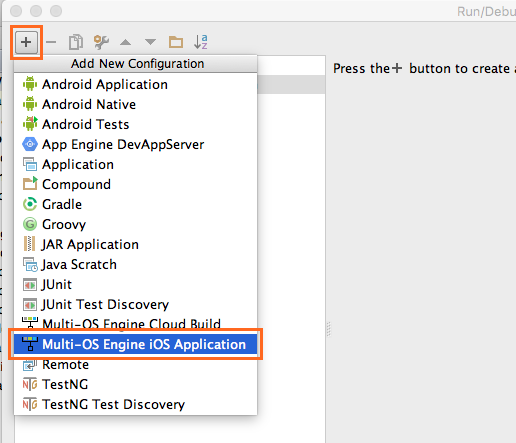 Run/Debu
Add New Configuration
Press the + button to create a
Android Application
Android Native
Android Tests
App Engine DevAppServer
Application
Compound
Gradle
Groovy
JAR Application
Java Scratch
JUnit
JUnit Test Discovery
Multi-OS Engine Cloud Build
Multi-OS Engine iOS Application
Remote
TestNG
TestNG Test Discovery